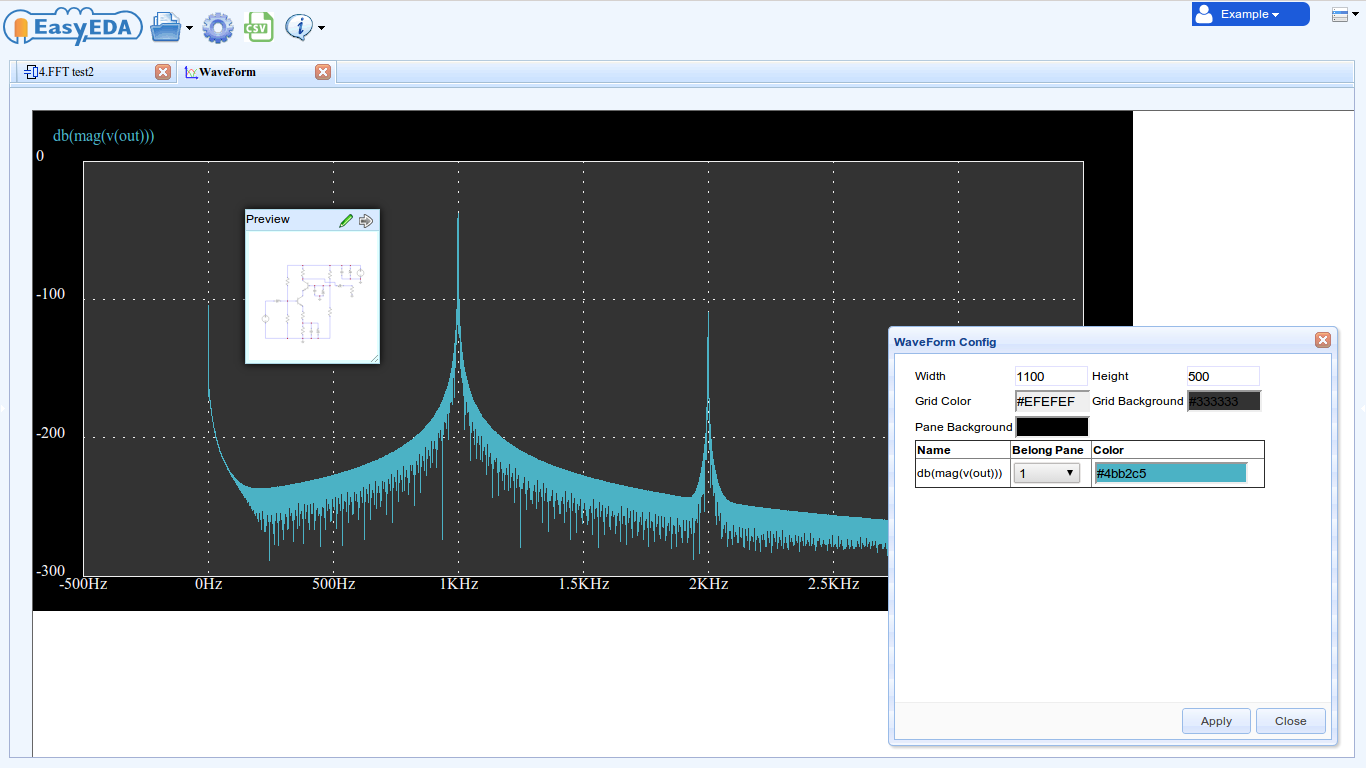 EasyEDA
CSV
Example
4.FFT test2
WaveForm
db(mag(v(out)))
0
-100
-200
-300
-500Hz
0Hz
500Hz
1KHz
1.5KHz
2KHz
2.5KHz
Preview
WaveForm Config
Width 1100 Height 500
Grid Color #EFEFEF Grid Background #333333
Pane Background
Name Belong Pane Color
db(mag(v(out))) 1 #4bb2c5
Apply Close